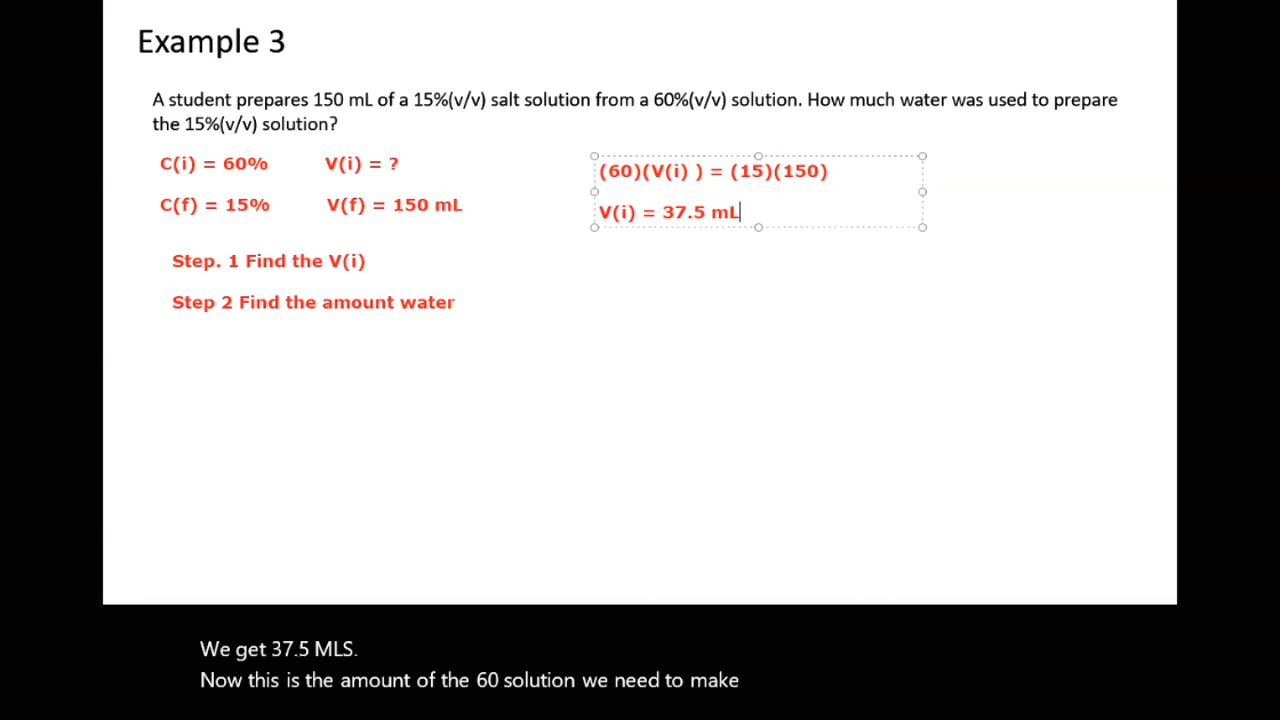 Example 3
A student prepares 150 mL of a 15%(v/v) salt solution from a 60%(v/v) solution. How much water was used to prepare
the 15%(v/v) solution?
C(i) = 60% V(i) = ?
C(f) = 15% V(f) = 150 mL
(60)(V(i) ) = (15)(150)
V(i) = 37.5 mL
Step. 1 Find the V(i)
Step 2 Find the amount water
We get 37.5 MLS.
Now this is the amount of the 60 solution we need to make